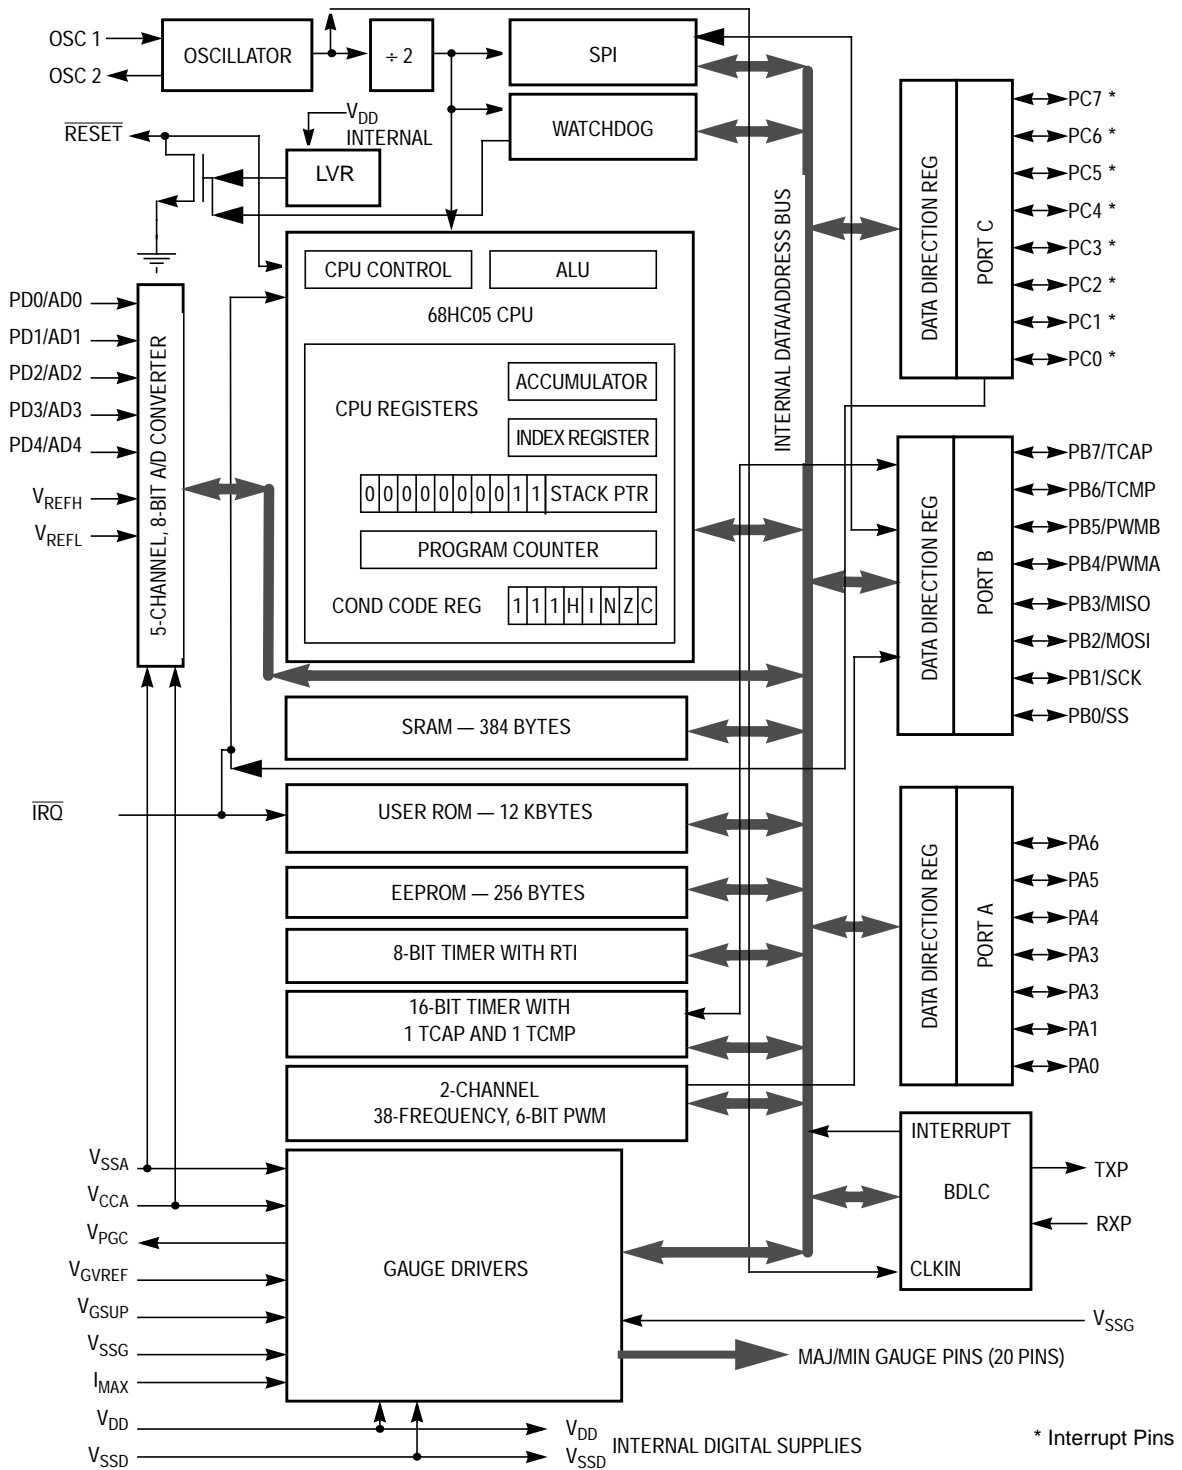 OSC 1
OSC 2
OSCILLATOR
÷ 2
SPI
WATCHDOG
RESET
VDD
INTERNAL
LVR
CPU CONTROL
ALU
68HC05 CPU
CPU REGISTERS
ACCUMULATOR
INDEX REGISTER
0 0 0 0 0 0 0 0 1 1 STACK PTR
PROGRAM COUNTER
COND CODE REG
1 1 1 H I N Z C
PD0/AD0
PD1/AD1
PD2/AD2
PD3/AD3
PD4/AD4
VREFH
VREFL
5-CHANNEL, 8-BIT A/D CONVERTER
INTERNAL DATA/ADDRESS BUS
DATA DIRECTION REG
PORT C
PC7 *
PC6 *
PC5 *
PC4 *
PC3 *
PC2 *
PC1 *
PC0 *
DATA DIRECTION REG
PORT B
PB7/TCAP
PB6/TCMP
PB5/PWMB
PB4/PWMA
PB3/MISO
PB2/MOSI
PB1/SCK
PB0/SS
SRAM — 384 BYTES
IRQ
USER ROM — 12 KBYTES
EEPROM — 256 BYTES
8-BIT TIMER WITH RTI
16-BIT TIMER WITH
1 TCAP AND 1 TCMP
2-CHANNEL
38-FREQUENCY, 6-BIT PWM
DATA DIRECTION REG
PORT A
PA6
PA5
PA4
PA3
PA3
PA1
PA0
INTERRUPT
BDLC
CLKIN
TXP
RXP
VSSA
VCCA
VPGC
VGVREF
VGSUP
VSSG
IMAX
VDD
VSSD
GAUGE DRIVERS
VSSG
MAJ/MIN GAUGE PINS (20 PINS)
VDD
VSSD
INTERNAL DIGITAL SUPPLIES
* Interrupt Pins